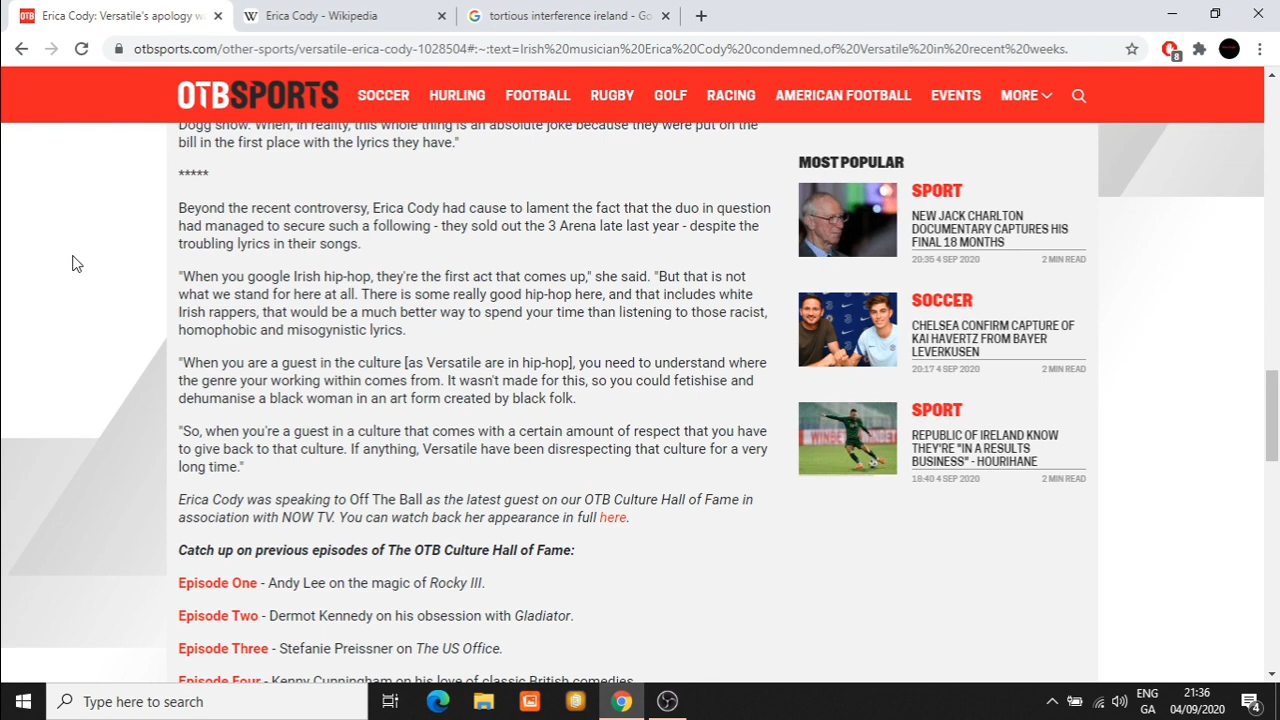 Erica Cody: Versatile's apology w
Erica Cody - Wikipedia
tortious interference ireland - Go
otbsports.com/other-sports/versatile-erica-cody-1028504#:~:text=Irish%20musician%20Erica%20Cody%20condemned,of%20Versatile%20in%20recent%20weeks.
8
OTBSPORTS
SOCCER HURLING FOOTBALL RUGBY GOLF RACING AMERICAN FOOTBALL EVENTS MORE
Dogg show. When, in reality, this whole thing is an absolute joke because they were put on the
bill in the first place with the lyrics they have."
*****
Beyond the recent controversy, Erica Cody had cause to lament the fact that the duo in question
had managed to secure such a following - they sold out the 3 Arena late last year - despite the
troubling lyrics in their songs.
"When you google Irish hip-hop, they're the first act that comes up," she said. "But that is not
what we stand for here at all. There is some really good hip-hop here, and that includes white
Irish rappers, that would be a much better way to spend your time than listening to those racist,
homophobic and misogynistic lyrics.
"When you are a guest in the culture [as Versatile are in hip-hop], you need to understand where
the genre your working within comes from. It wasn't made for this, so you could fetishise and
dehumanise a black woman in an art form created by black folk.
"So, when you're a guest in a culture that comes with a certain amount of respect that you have
to give back to that culture. If anything, Versatile have been disrespecting that culture for a very
long time."
Erica Cody was speaking to Off The Ball as the latest guest on our OTB Culture Hall of Fame in
association with NOW TV. You can watch back her appearance in full here.
Catch up on previous episodes of The OTB Culture Hall of Fame:
Episode One - Andy Lee on the magic of Rocky III.
Episode Two - Dermot Kennedy on his obsession with Gladiator.
Episode Three - Stefanie Preissner on The US Office.
Episode Four - Kenny Cunningham on his love of classic British comedies
MOST POPULAR
SPORT
NEW JACK CHARLTON
DOCUMENTARY CAPTURES HIS
FINAL 18 MONTHS
20:35 4 SEP 2020 2 MIN READ
SOCCER
CHELSEA CONFIRM CAPTURE OF
KAI HAVERTZ FROM BAYER
LEVERKUSEN
20:17 4 SEP 2020 2 MIN READ
SPORT
REPUBLIC OF IRELAND KNOW
THEY'RE "IN A RESULTS
BUSINESS" - HOURIHANE
18:40 4 SEP 2020 2 MIN READ
Type here to search
ENG
GA
21:36
04/09/2020
4